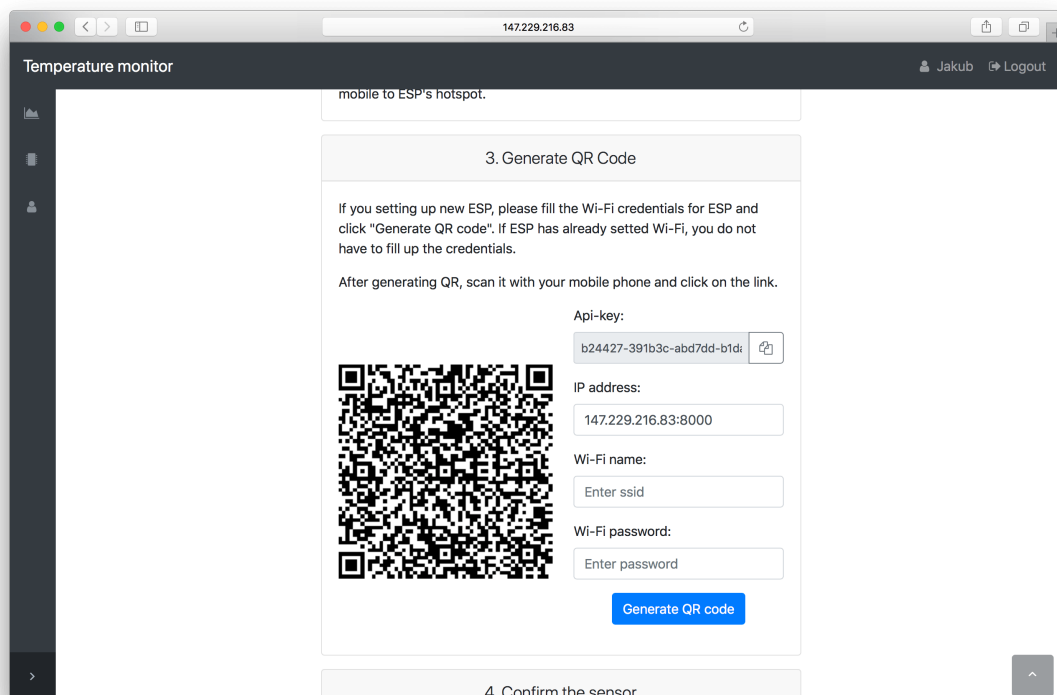 147.229.216.83
Temperature monitor
Jakub
Logout
mobile to ESP's hotspot.
3. Generate QR Code
If you setting up new ESP, please fill the Wi-Fi credentials for ESP and
click "Generate QR code". If ESP has already setted Wi-Fi, you do not
have to fill up the credentials.
After generating QR, scan it with your mobile phone and click on the link.
Api-key:
b24427-391b3c-abd7dd-b1da
IP address:
147.229.216.83:8000
Wi-Fi name:
Enter ssid
Wi-Fi password:
Enter password
Generate QR code
4. Confirm the sensor